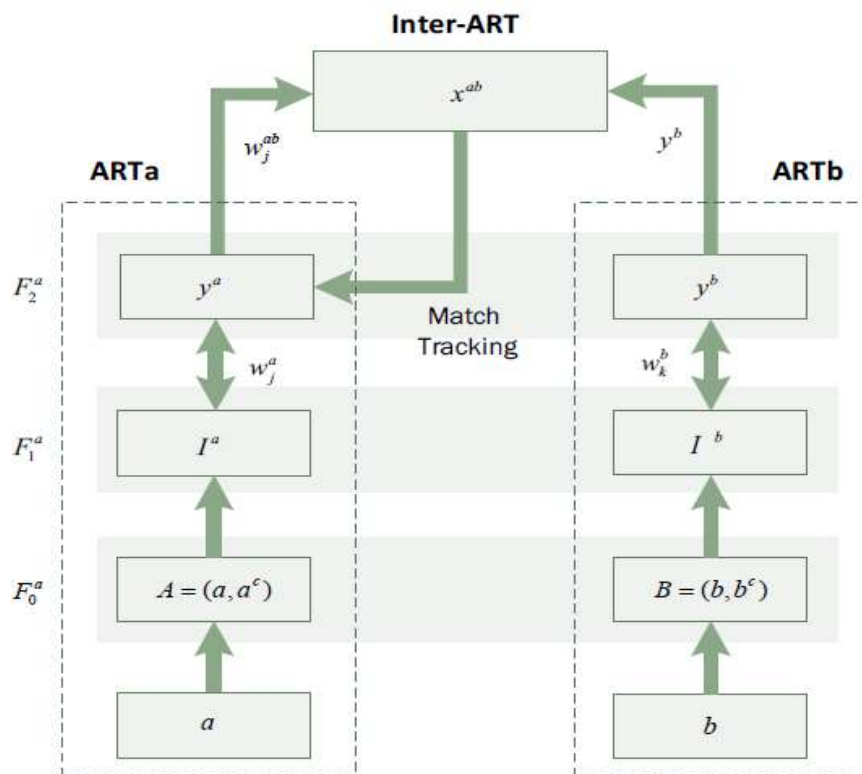 Inter-ART
x^{ab}
w_j^{ab}
y^b
ARTa
ARTb
F_2^a
y^a
y^b
Match
Tracking
w_j^a
w_k^b
F_1^a
I^a
I^b
F_0^a
A = (a, a^c)
B = (b, b^c)
a
b